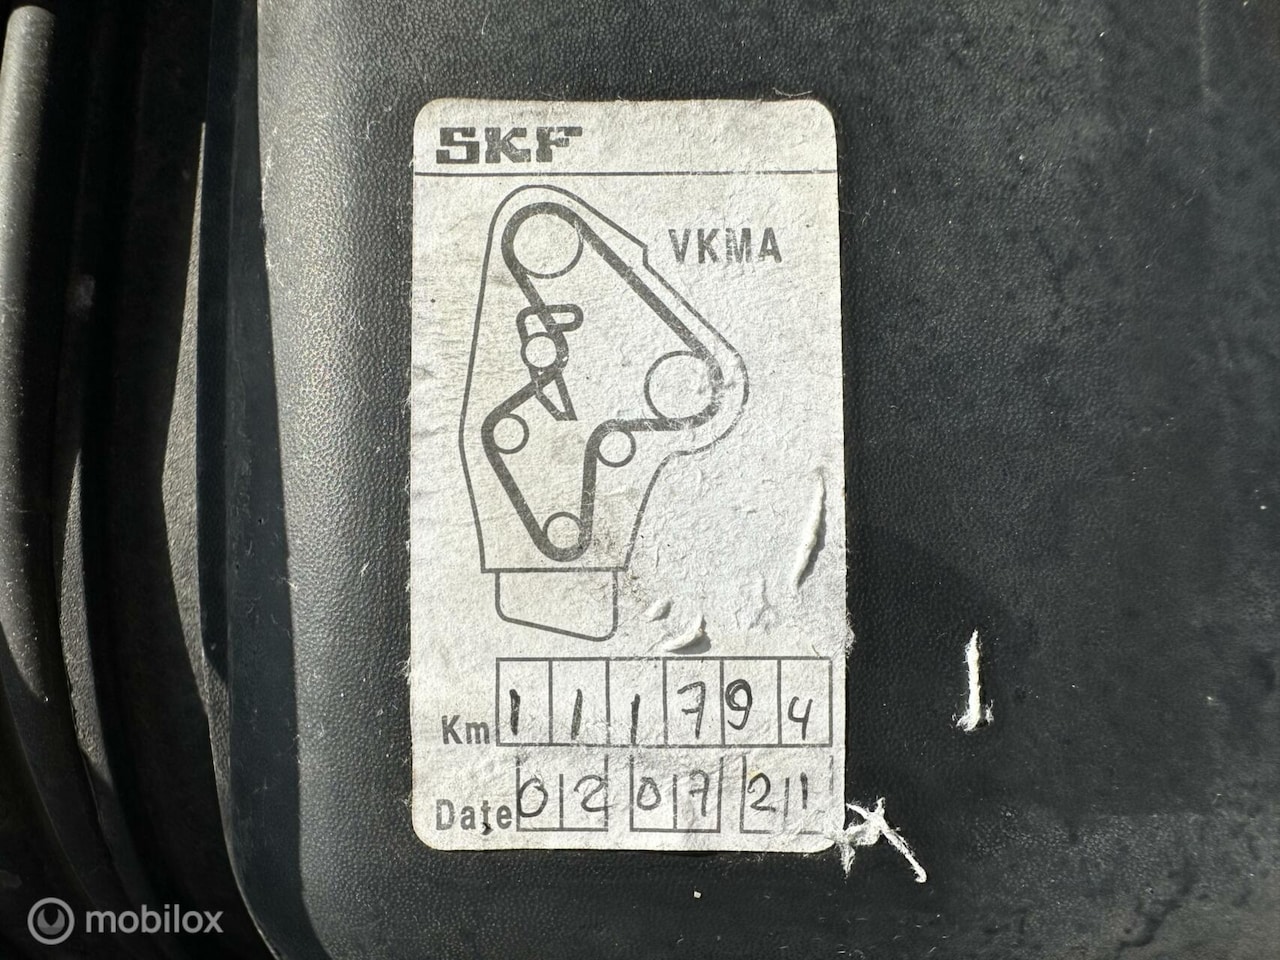 SKF
VKMA
Km 111794
Date 02 07 21
mobilox